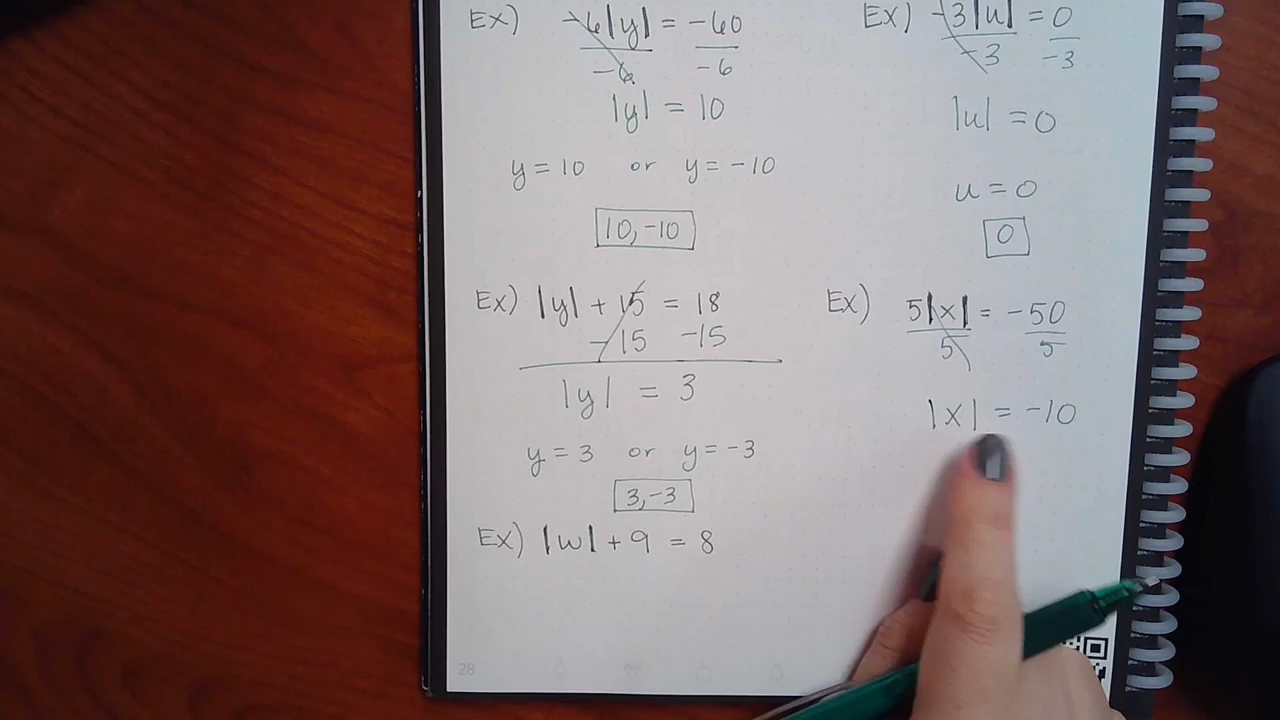 Ex) -6|y| = -60
-6 -6
|y| = 10
y = 10 or y = -10
10, -10
Ex) |y| + 15 = 18
-15 -15
|y| = 3
y = 3 or y = -3
3, -3
Ex) |w| + 9 = 8
28
Ex) -3|u| = 0
-3 -3
|u| = 0
u = 0
0
Ex) 5|x| = -50
5 5
|x| = -10